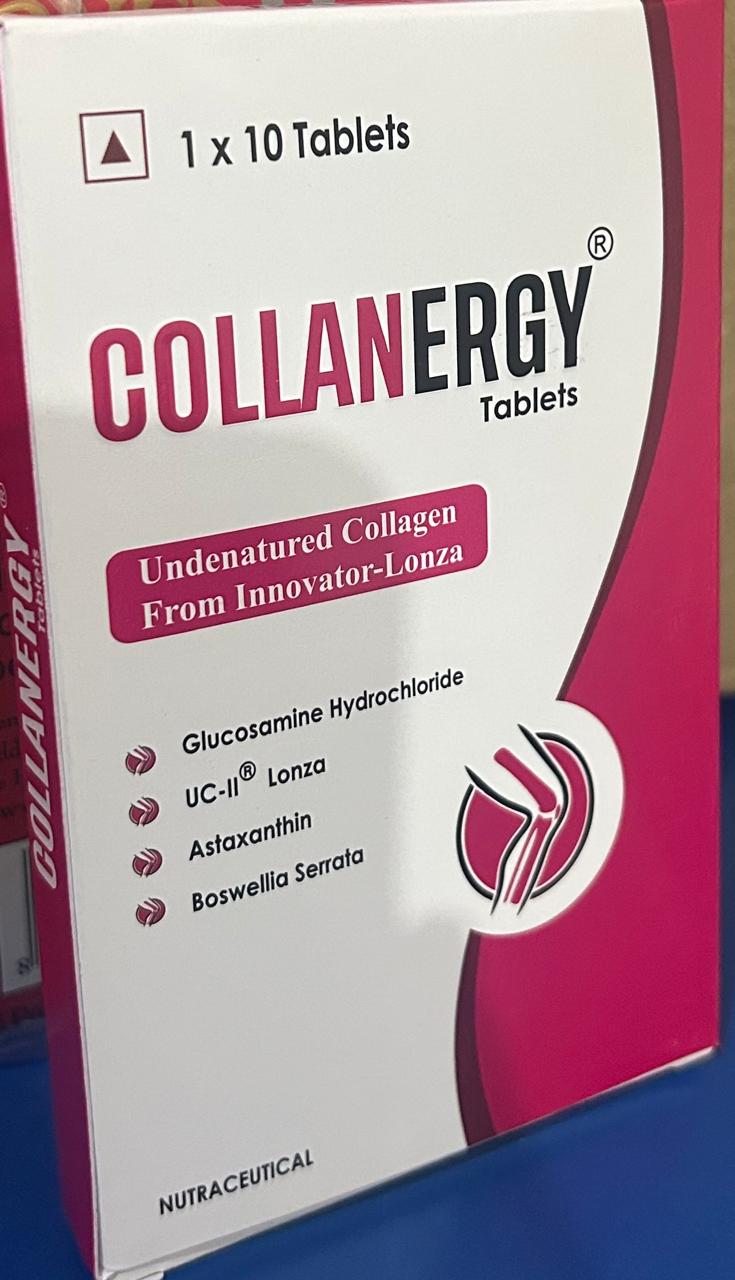 1 x 10 Tablets
COLLANERGY®
Tablets
Undenatured Collagen
From Innovator-Lonza
Glucosamine Hydrochloride
UC-II® Lonza
Astaxanthin
Boswellia Serrata
NUTRACEUTICAL
COLLANERGY®
Tablets